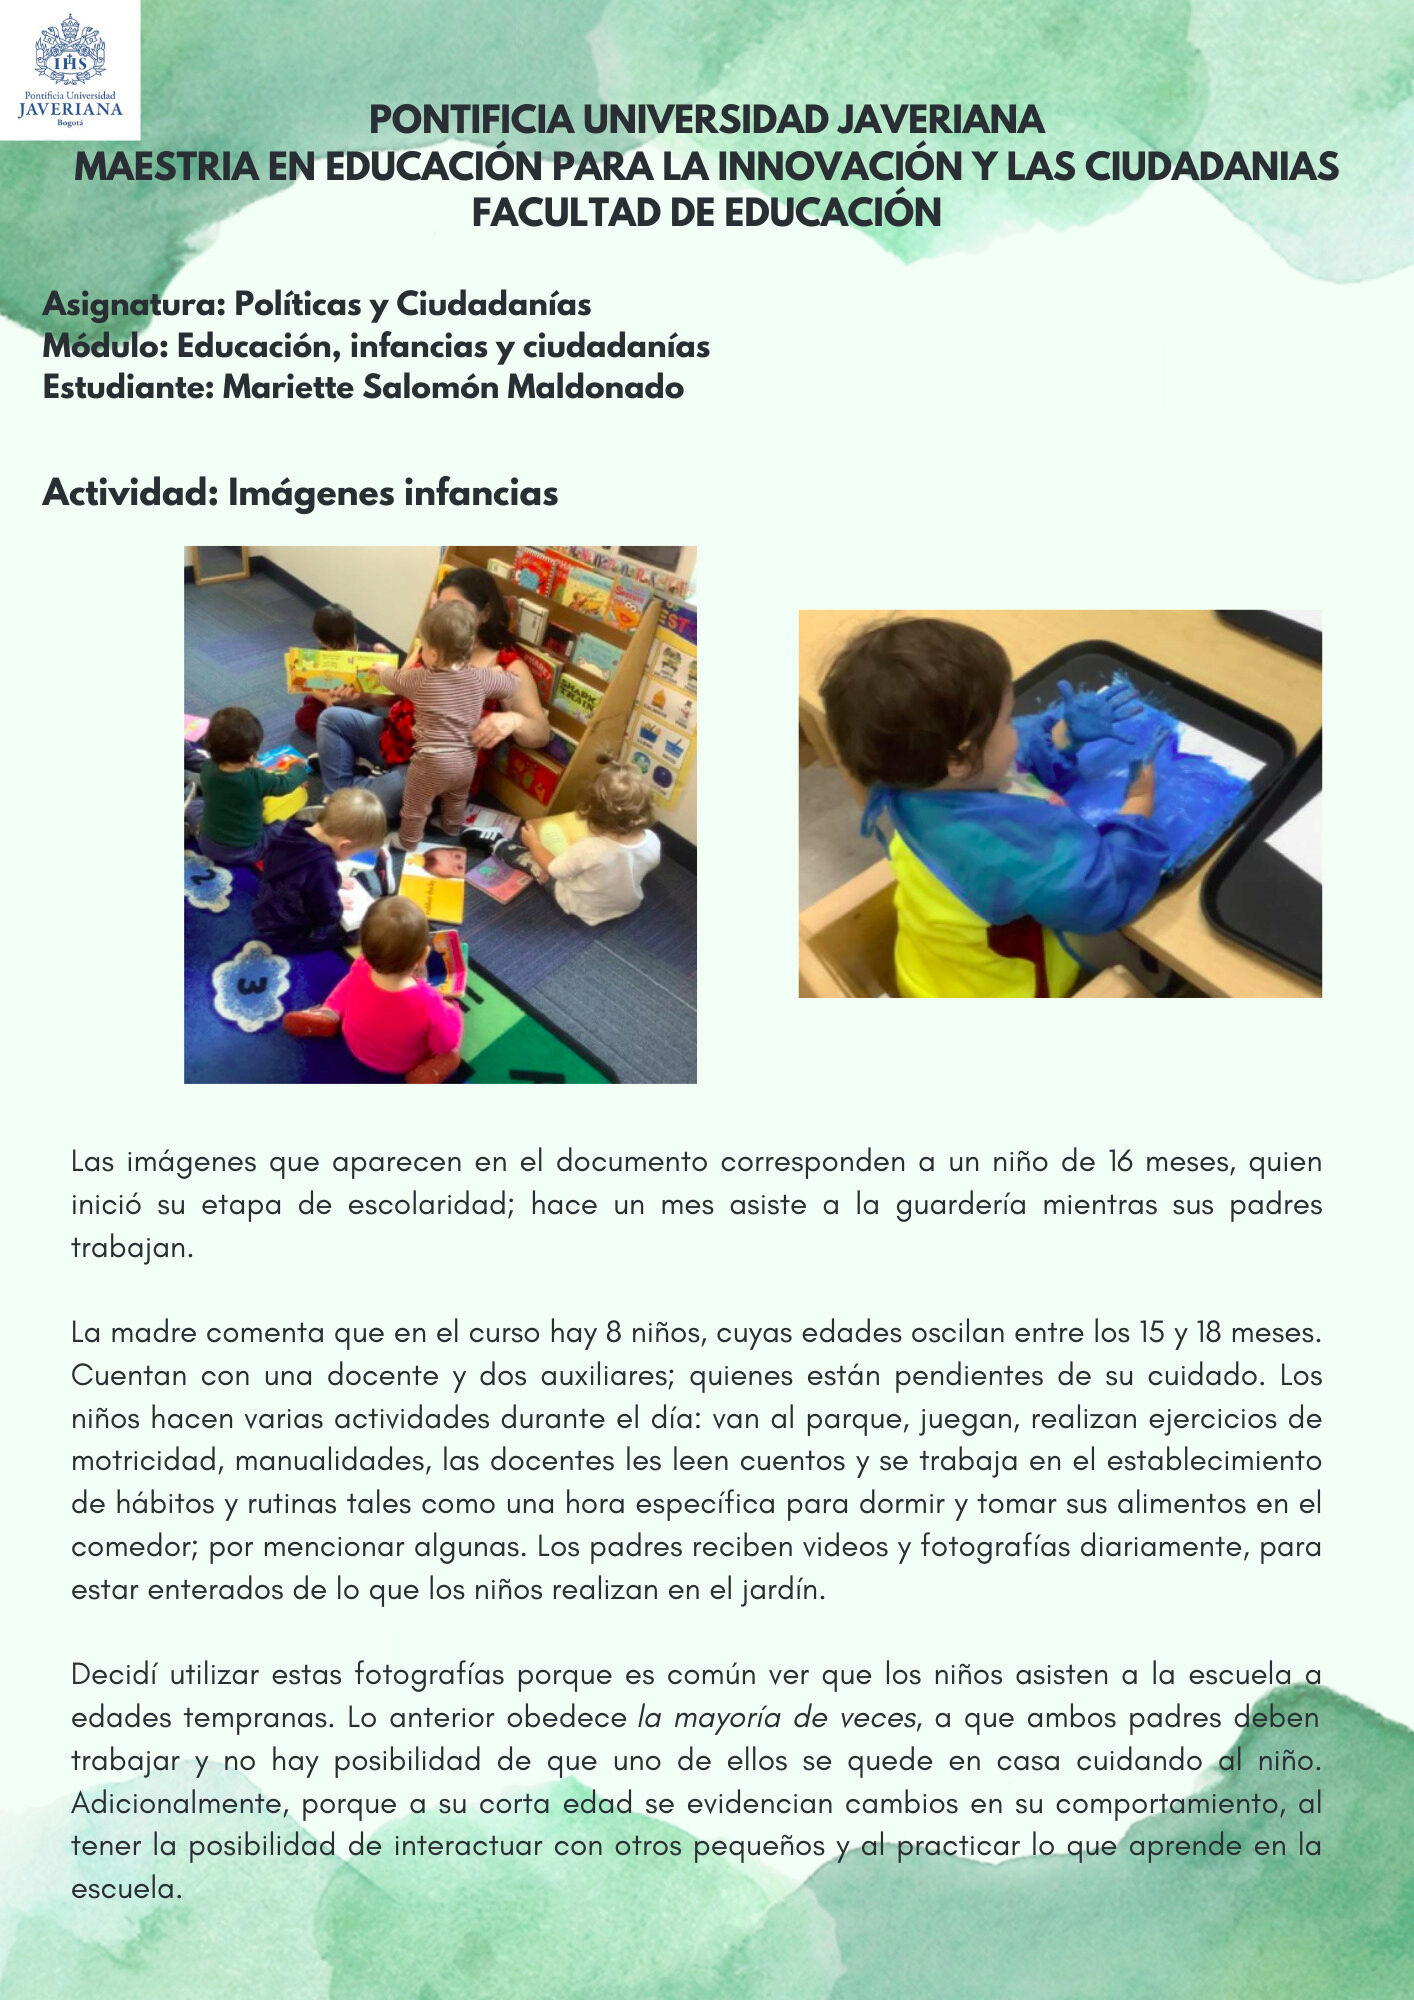 IHS
Pontificia Universidad
JAVERIANA
Bogotá
PONTIFICIA UNIVERSIDAD JAVERIANA
MAESTRIA EN EDUCACIÓN PARA LA INNOVACIÓN Y LAS CIUDADANIAS
FACULTAD DE EDUCACIÓN
Asignatura: Políticas y Ciudadanías
Módulo: Educación, infancias y ciudadanías
Estudiante: Mariette Salomón Maldonado
Actividad: Imágenes infancias
SHARK
TRAIN
EST
2
3
Las imágenes que aparecen en el documento corresponden a un niño de 16 meses, quien
inició su etapa de escolaridad; hace un mes asiste a la guardería mientras sus padres
trabajan.
La madre comenta que en el curso hay 8 niños, cuyas edades oscilan entre los 15 y 18 meses.
Cuentan con una docente y dos auxiliares; quienes están pendientes de su cuidado. Los
niños hacen varias actividades durante el día: van al parque, juegan, realizan ejercicios de
motricidad, manualidades, las docentes les leen cuentos y se trabaja en el establecimiento
de hábitos y rutinas tales como una hora específica para dormir y tomar sus alimentos en el
comedor; por mencionar algunas. Los padres reciben videos y fotografías diariamente, para
estar enterados de lo que los niños realizan en el jardín.
Decidí utilizar estas fotografías porque es común ver que los niños asisten a la escuela a
edades tempranas. Lo anterior obedece la mayoría de veces, a que ambos padres deben
trabajar y no hay posibilidad de que uno de ellos se quede en casa cuidando al niño.
Adicionalmente, porque a su corta edad se evidencian cambios en su comportamiento, al
tener la posibilidad de interactuar con otros pequeños y al practicar lo que aprende en la
escuela.